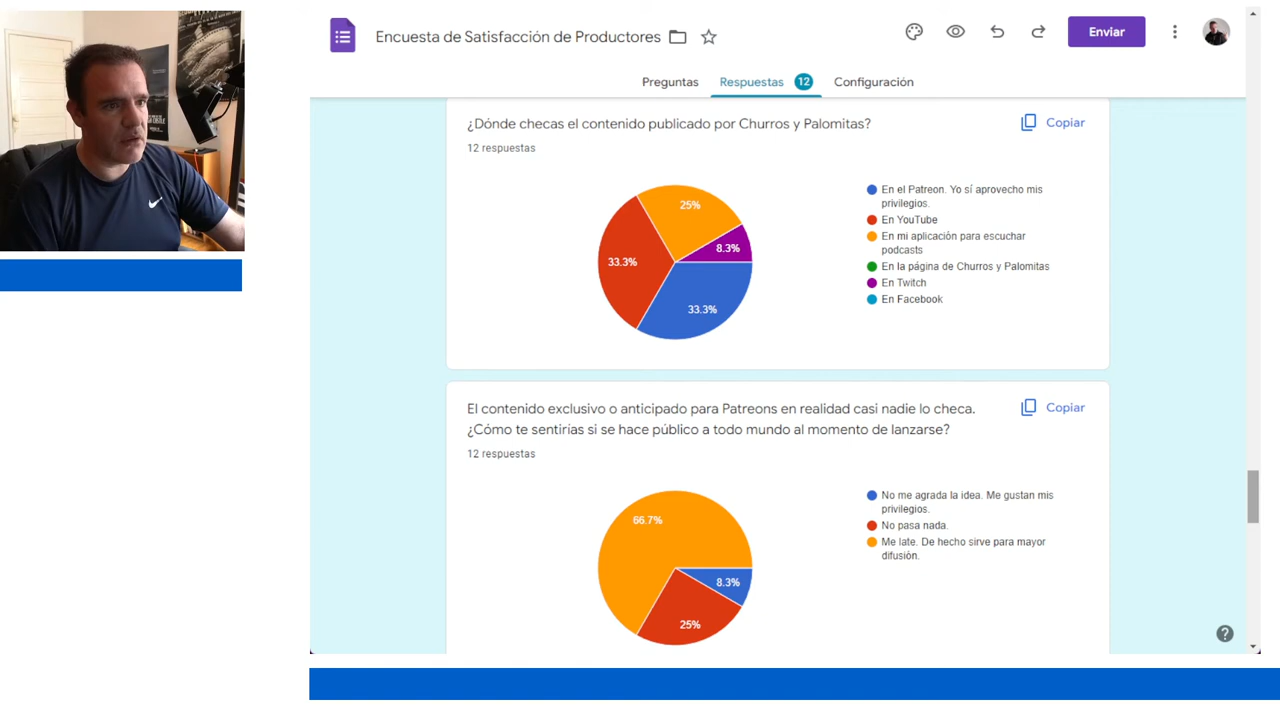 Encuesta de Satisfacción de Productores
Enviar
Preguntas Respuestas 12 Configuración
¿Dónde checas el contenido publicado por Churros y Palomitas?
Copiar
12 respuestas
25%
8.3%
33.3%
33.3%
En el Patreon. Yo sí aprovecho mis
privilegios.
En YouTube
En mi aplicación para escuchar
podcasts
En la página de Churros y Palomitas
En Twitch
En Facebook
El contenido exclusivo o anticipado para Patreons en realidad casi nadie lo checa.
¿Cómo te sentirías si se hace público a todo mundo al momento de lanzarse?
Copiar
12 respuestas
66.7%
8.3%
25%
No me agrada la idea. Me gustan mis
privilegios.
No pasa nada.
Me late. De hecho sirve para mayor
difusión.